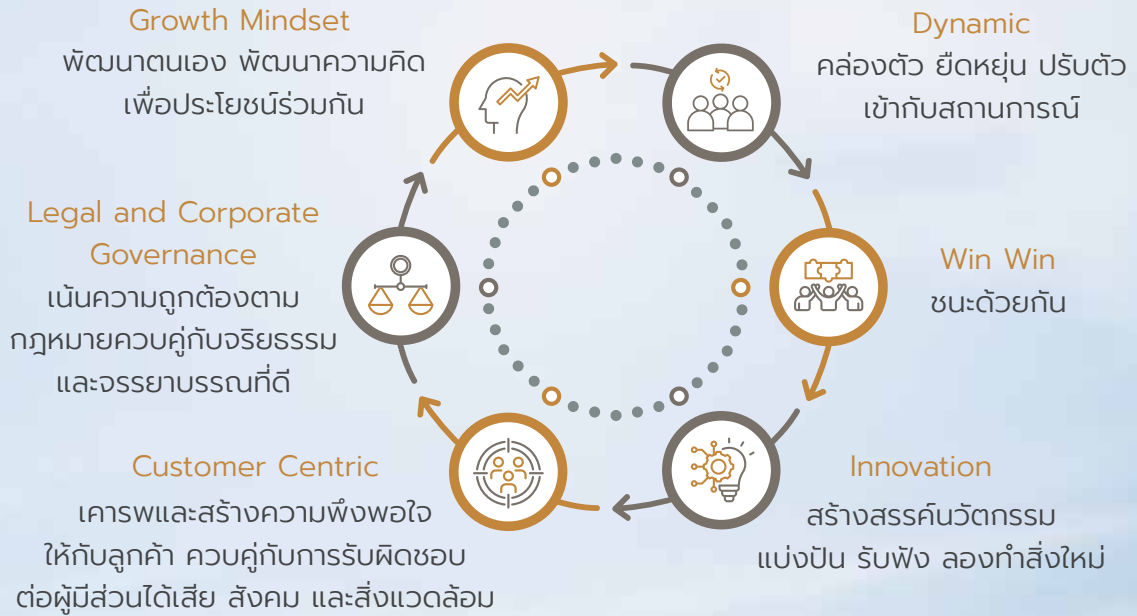 Growth Mindset
พัฒนาตนเอง พัฒนาความคิด
เพื่อประโยชน์ร่วมกัน
Dynamic
คล่องตัว ยืดหยุ่น ปรับตัว
เข้ากับสถานการณ์
Win Win
ชนะด้วยกัน
Innovation
สร้างสรรค์นวัตกรรม
แบ่งปัน รับฟัง ลองทำสิ่งใหม่
Customer Centric
เคารพและสร้างความพึงพอใจ
ให้กับลูกค้า ควบคู่กับการรับผิดชอบ
ต่อผู้มีส่วนได้เสีย สังคม และสิ่งแวดล้อม
Legal and Corporate
Governance
เน้นความถูกต้องตาม
กฎหมายควบคู่กับจริยธรรม
และจรรยาบรรณที่ดี